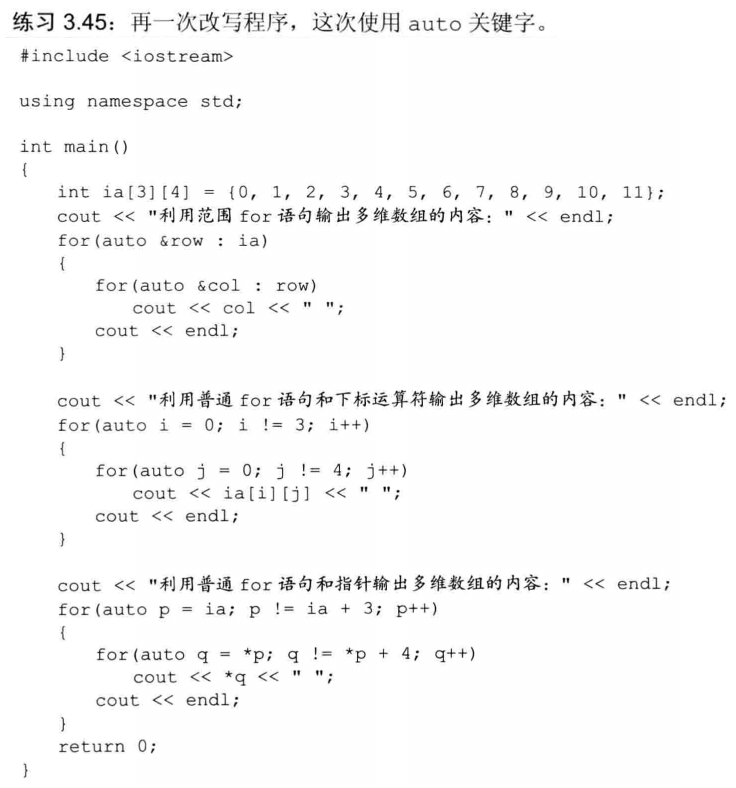 练习 3.45：再一次改写程序，这次使用 auto 关键字。
#include <iostream>
using namespace std;
int main()
{
int ia[3][4] = {0, 1, 2, 3, 4, 5, 6, 7, 8, 9, 10, 11};
cout << "利用范围 for 语句输出多维数组的内容：" << endl;
for(auto &row : ia)
{
for(auto &col : row)
cout << col << " ";
cout << endl;
}
cout << "利用普通 for 语句和下标运算符输出多维数组的内容：" << endl;
for(auto i = 0; i != 3; i++)
{
for(auto j = 0; j != 4; j++)
cout << ia[i][j] << " ";
cout << endl;
}
cout << "利用普通 for 语句和指针输出多维数组的内容：" << endl;
for(auto p = ia; p != ia + 3; p++)
{
for(auto q = *p; q != *p + 4; q++)
cout << *q << " ";
cout << endl;
}
return 0;
}